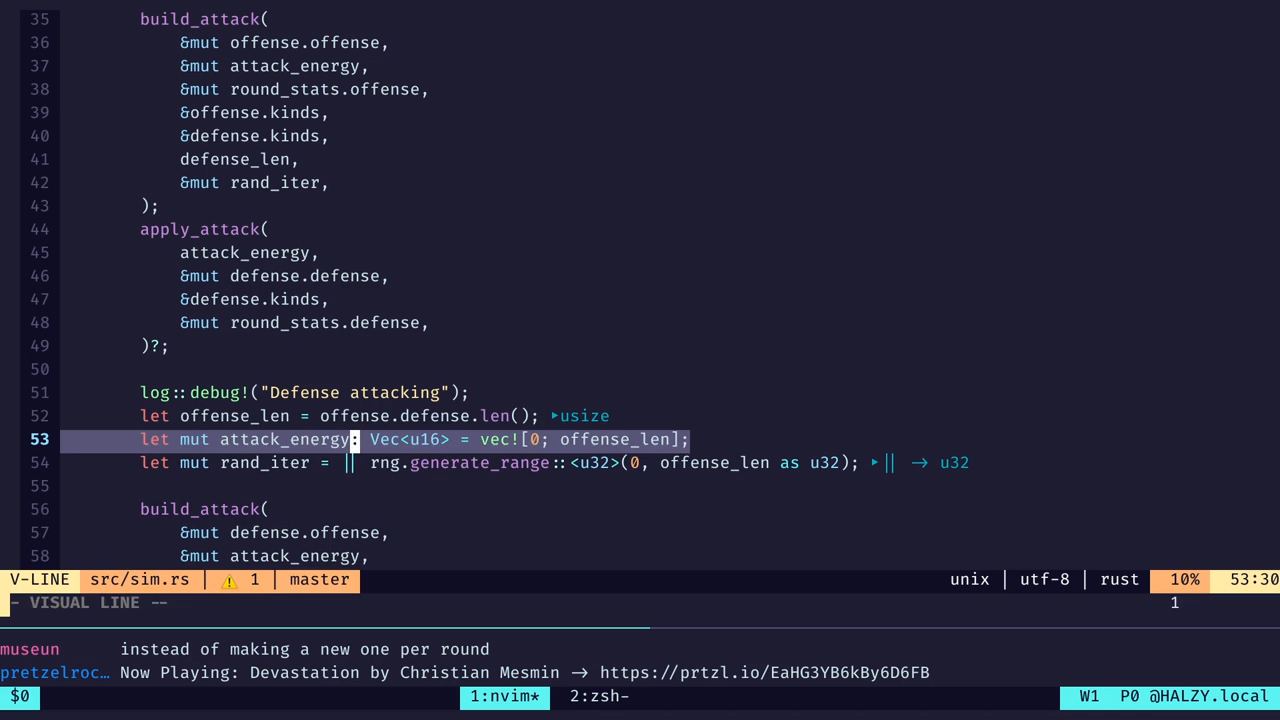 35 build_attack(
36 &mut offense.offense,
37 &mut attack_energy,
38 &mut round_stats.offense,
39 &offense.kinds,
40 &defense.kinds,
41 defense_len,
42 &mut rand_iter,
43 );
44 apply_attack(
45 attack_energy,
46 &mut defense.defense,
47 &defense.kinds,
48 &mut round_stats.defense,
49 )?;
50
51 log::debug!("Defense attacking");
52 let offense_len = offense.defense.len(); ▸usize
53 let mut attack_energy: Vec<u16> = vec![0; offense_len];
54 let mut rand_iter = || rng.generate_range::<u32>(0, offense_len as u32); ▸|| → u32
55
56 build_attack(
57 &mut defense.offense,
58 &mut attack_energy,
V-LINE src/sim.rs | ⚠ 1 | master unix | utf-8 | rust 10% 53:30
- VISUAL LINE -- 1
museun instead of making a new one per round
pretzelroc… Now Playing: Devastation by Christian Mesmin → https://prtzl.io/EaHG3YB6kBy6D6FB
$0 1:nvim* 2:zsh- W1 P0 @HALZY.local